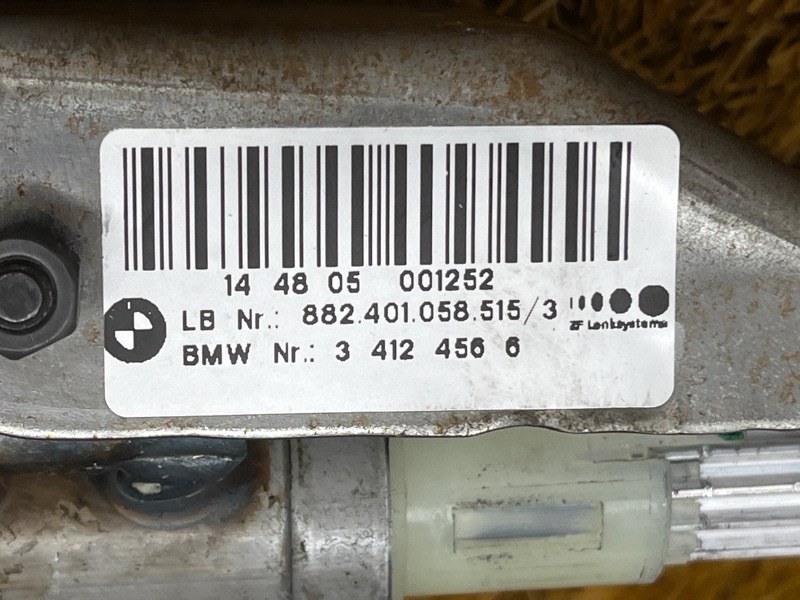 14 48 05 001252
LB Nr.: 882.401.058.515/3
ZF Lenksysteme
BMW Nr.: 3 412 456 6